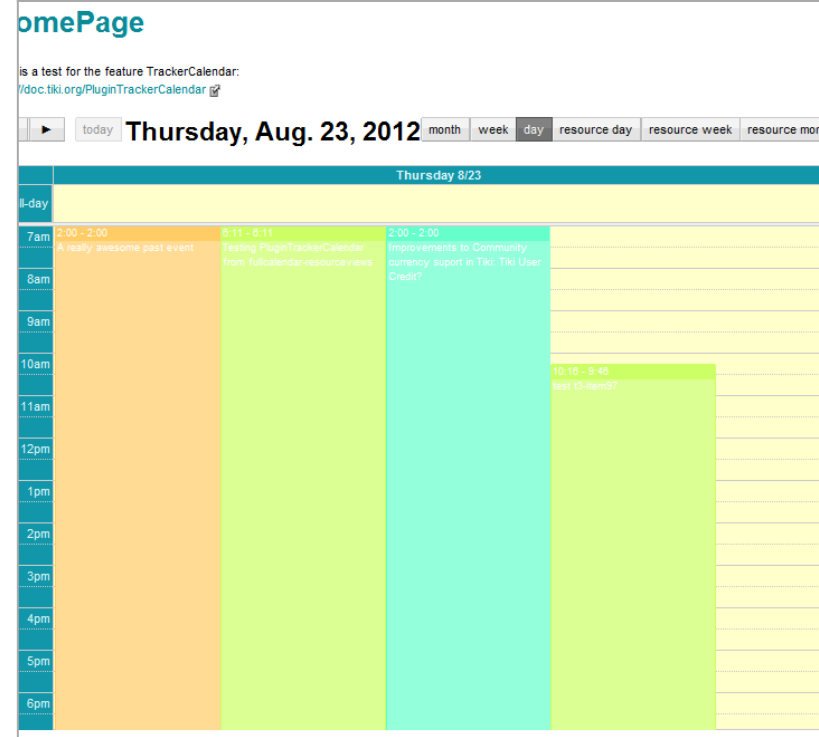 omePage
is a test for the feature TrackerCalendar:
//doc.tiki.org/PluginTrackerCalendar
today Thursday, Aug. 23, 2012 month week day resource day resource week resource mon
Thursday 8/23
ll-day
7am
2:00 - 2:00
A really awesome past event
8:11 - 8:11
Testing PluginTrackerCalendar
from fullcalendar-resourceviews
2:00 - 2:00
Improvements to Community
currency suport in Tiki: Tiki User
Credit?
8am
9am
10am
10:18 - 9:48
test t3-item87
11am
12pm
1pm
2pm
3pm
4pm
5pm
6pm